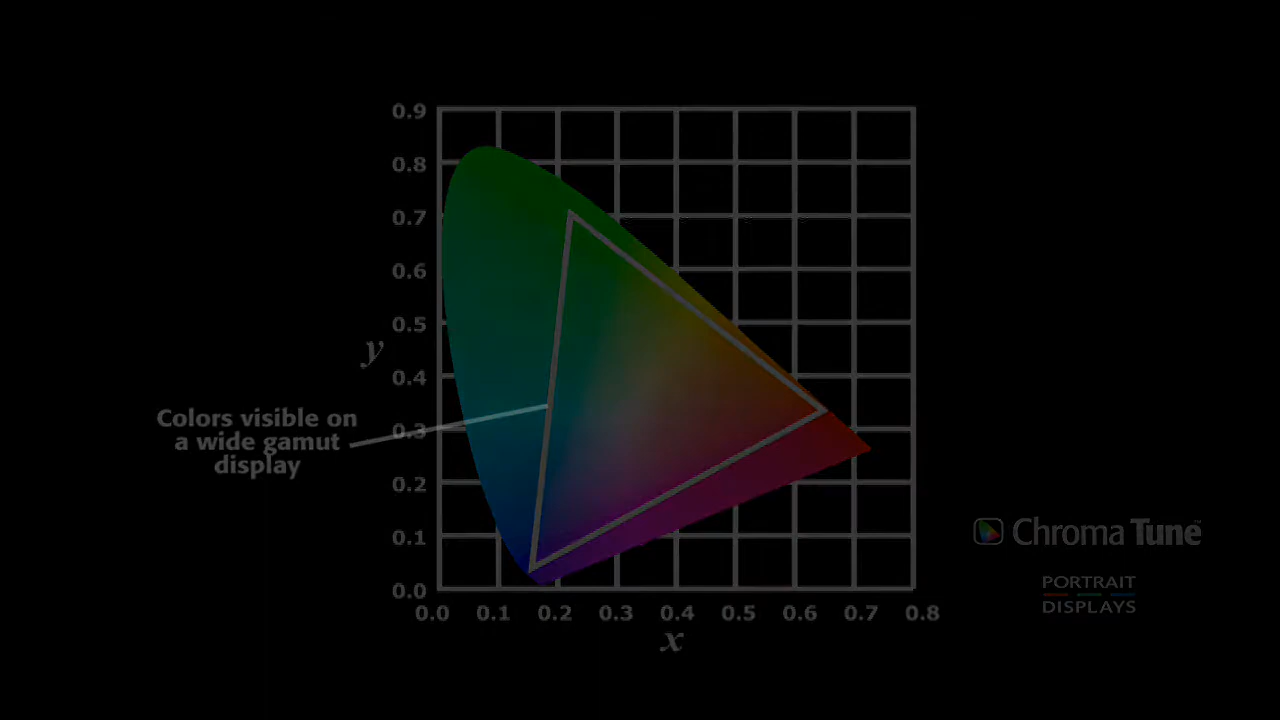 0.9
0.8
0.7
0.6
0.5
y
0.4
Colors visible on
a wide gamut
display
0.3
0.2
0.1
0.0
0.0 0.1 0.2 0.3 0.4 0.5 0.6 0.7 0.8
x
Chroma Tune™
PORTRAIT
DISPLAYS